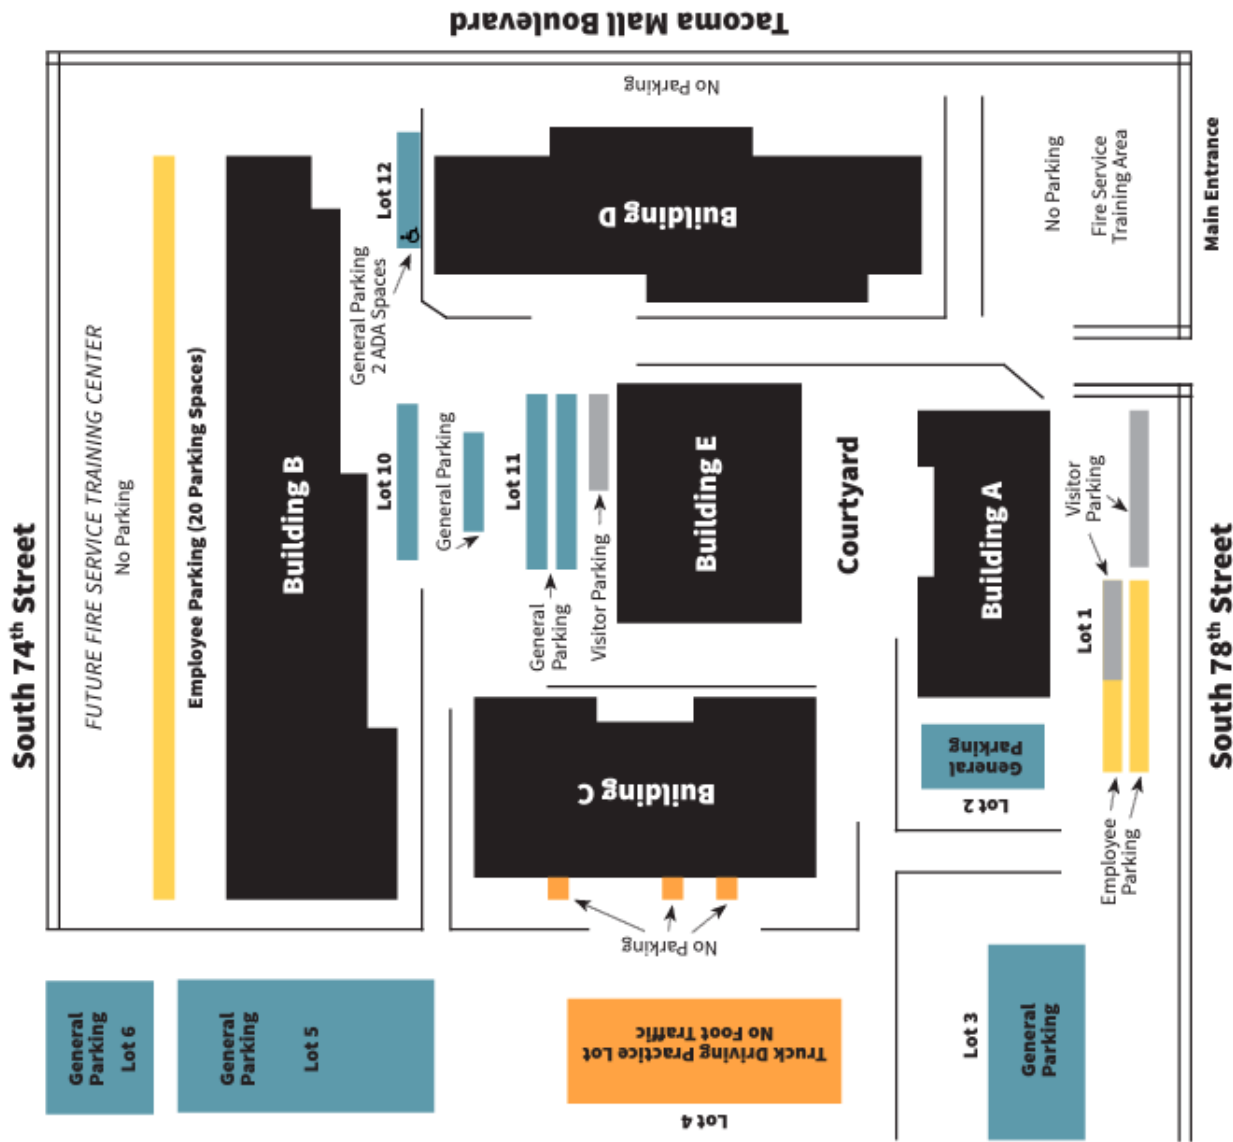 Tacoma Mall Boulevard
No Parking
South 74th Street
FUTURE FIRE SERVICE TRAINING CENTER
No Parking
Employee Parking (20 Parking Spaces)
Building B
Lot 12
General Parking
2 ADA Spaces
Building D
No Parking
Fire Service
Training Area
Main Entrance
Lot 10
General Parking
Lot 11
General
Parking
Visitor Parking
Building E
Courtyard
Building A
Visitor
Parking
Lot 1
South 78th Street
Building C
General
Parking
Lot 2
Employee
Parking
No Parking
General
Parking
Lot 6
General
Parking
Lot 5
Truck Driving Practice Lot
No Foot Traffic
Lot 4
Lot 3
General
Parking